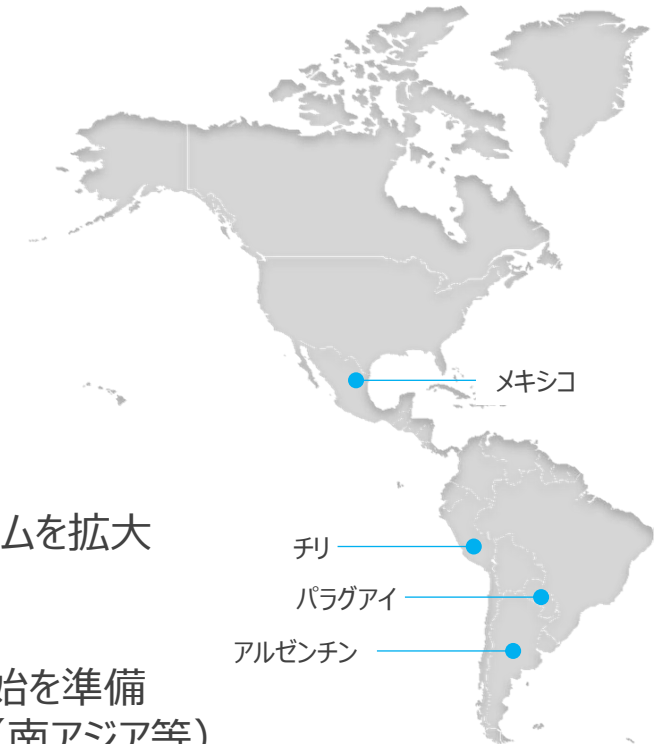 メキシコ
ムを拡大
チリ
パラグアイ
アルゼンチン
始を準備
(南アジア等)